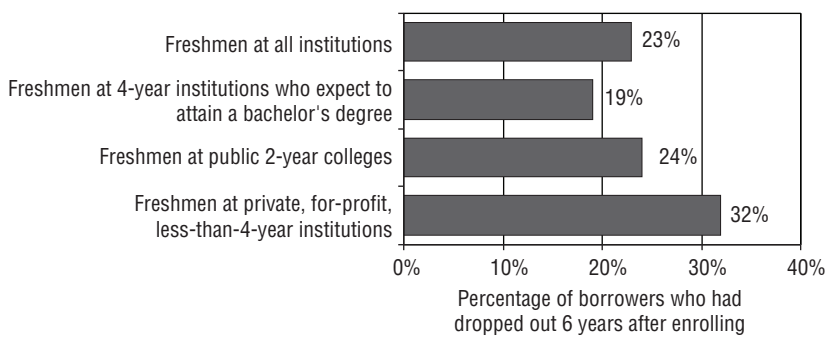 Freshmen at all institutions
23%
Freshmen at 4-year institutions who expect to
attain a bachelor's degree
19%
Freshmen at public 2-year colleges
24%
Freshmen at private, for-profit,
less-than-4-year institutions
32%
0% 10% 20% 30% 40%
Percentage of borrowers who had
dropped out 6 years after enrolling